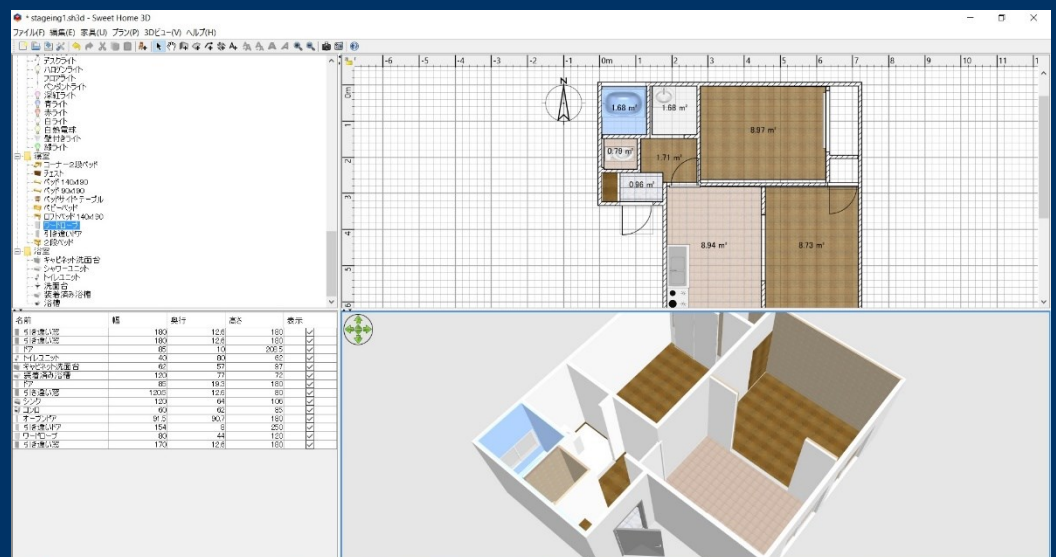 * stageing1.sh3d - Sweet Home 3D
ファイル(F) 編集(E) 家具(U) プラン(P) 3Dビュー(V) ヘルプ(H)
デスクライト
ハロゲンライト
フロアライト
ペンダントライト
深紅ライト
青ライト
赤ライト
白ライト
白熱電球
壁付きライト
緑ライト
寝室
コーナー2段ベッド
チェスト
ベッド 140x190
ベッド 90x190
ベッドサイドテーブル
ベビーベッド
ロフトベッド 140x190
ワードローブ
引き違いドア
2段ベッド
浴室
キャビネット洗面台
シャワーユニット
トイレユニット
洗面台
装着済み浴槽
浴槽
-6 -5 -4 -3 -2 -1 0m 1 2 3 4 5 6 7 8 9 10 11 1
0m
1
2
3
4
5
6
N
1.68 m²
1.68 m²
8.97 m²
0.79 m²
1.71 m²
0.96 m²
8.94 m²
8.73 m²
名前 幅 奥行 高さ 表示
引き違い窓 180 12.6 180
引き違い窓 180 12.6 180
ドア 85 10 208.5
トイレユニット 40 80 62
キャビネット洗面台 62 57 97
装着済み浴槽 120 77 72
ドア 85 19.3 180
引き違い窓 120.5 12.6 80
シンク 120 64 106
コンロ 60 62 85
オープンドア 91.5 90.7 180
引き違いドア 154 8 250
ワードローブ 80 44 120
引き違い窓 170 12.6 180